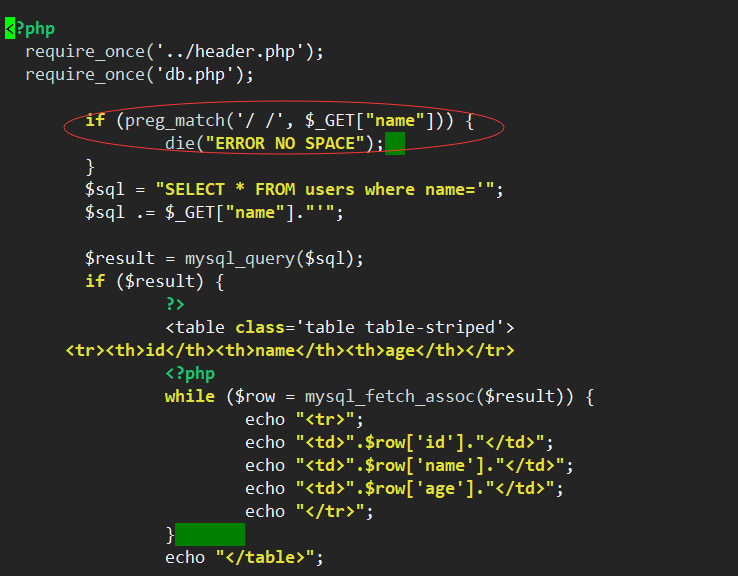 <?php
require_once('../header.php');
require_once('db.php');
if (preg_match('/ /', $_GET["name"])) {
die("ERROR NO SPACE");
}
$sql = "SELECT * FROM users where name='";
$sql .= $_GET["name"]."'";
$result = mysql_query($sql);
if ($result) {
?>
<table class='table table-striped'>
<tr><th>id</th><th>name</th><th>age</th></tr>
<?php
while ($row = mysql_fetch_assoc($result)) {
echo "<tr>";
echo "<td>".$row['id']."</td>";
echo "<td>".$row['name']."</td>";
echo "<td>".$row['age']."</td>";
echo "</tr>";
}
echo "</table>";